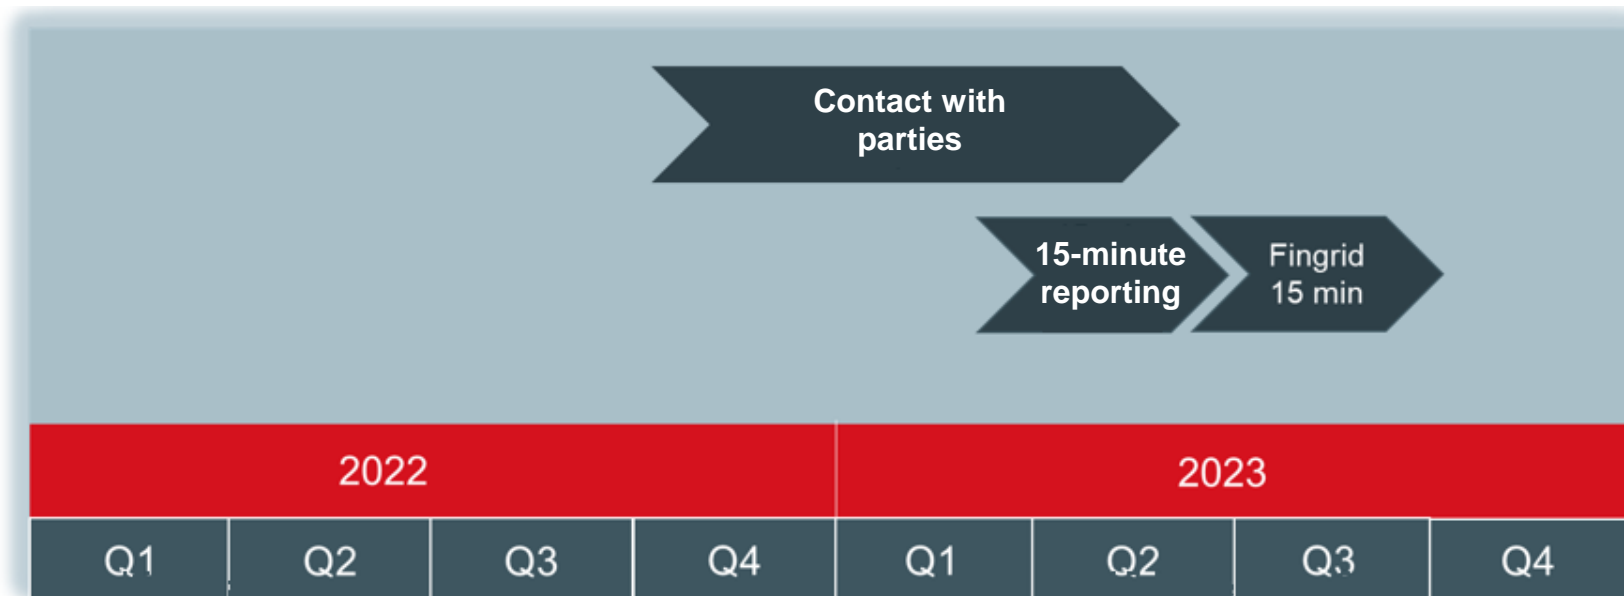 Contact with
parties
15-minute
reporting
Fingrid
15 min
2022
2023
Q1
Q2
Q3
Q4
Q1
Q2
Q3
Q4